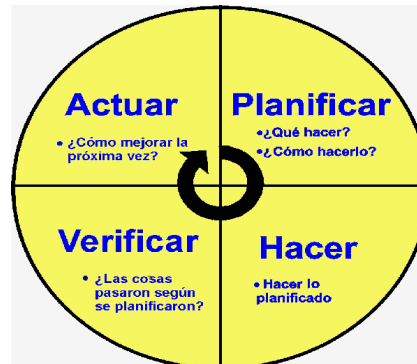 Actuar
• ¿Cómo mejorar la
próxima vez?
Planificar
• ¿Qué hacer?
• ¿Cómo hacerlo?
Verificar
• ¿Las cosas
pasaron según
se planificaron?
Hacer
• Hacer lo
planificado